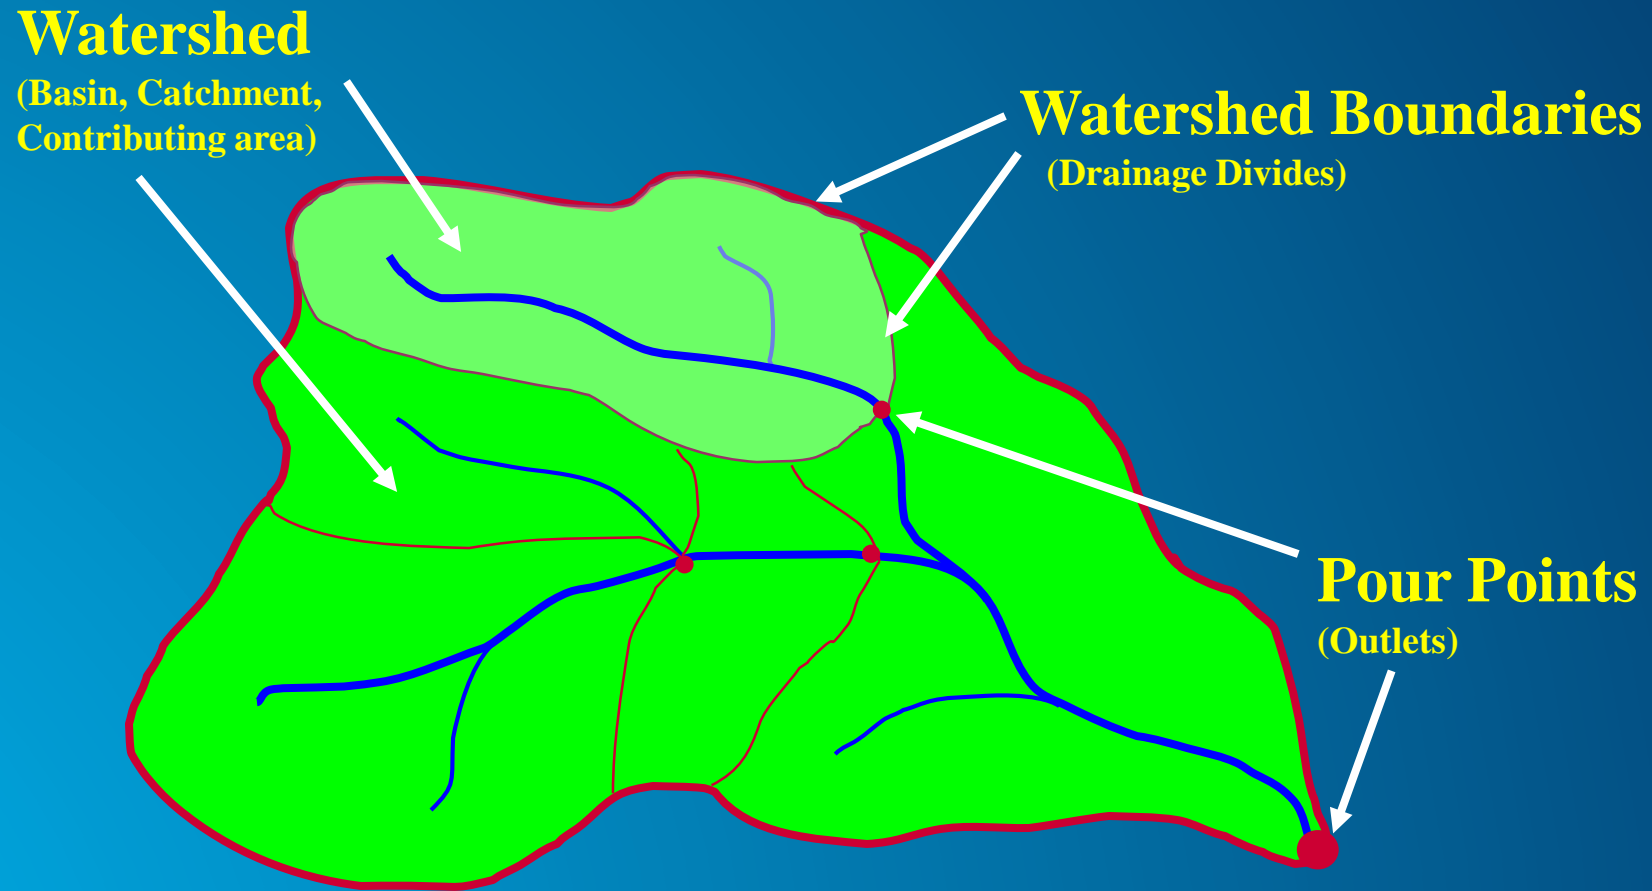 Watershed
(Basin, Catchment,
Contributing area)
Watershed Boundaries
(Drainage Divides)
Pour Points
(Outlets)